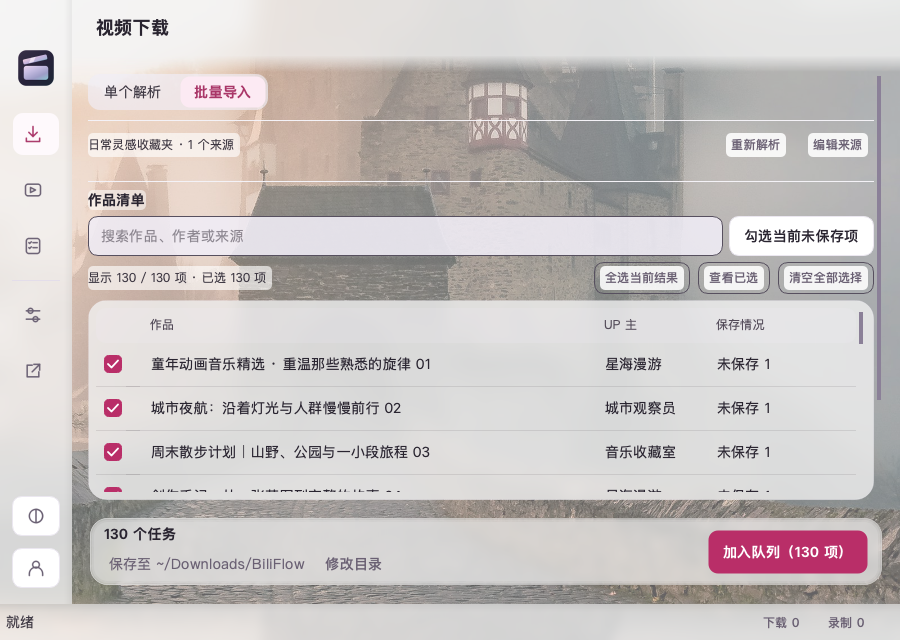 视频下载
单个解析 批量导入
日常灵感收藏夹 · 1 个来源 重新解析 编辑来源
作品清单
搜索作品、作者或来源 勾选当前未保存项
显示 130 / 130 项 · 已选 130 项 全选当前结果 查看已选 清空全部选择
作品 UP 主 保存情况
童年动画音乐精选 · 重温那些熟悉的旋律 01 星海漫游 未保存 1
城市夜航：沿着灯光与人群慢慢前行 02 城市观察员 未保存 1
周末散步计划｜山野、公园与一小段旅程 03 音乐收藏室 未保存 1
130 个任务
保存至 ~/Downloads/BiliFlow 修改目录 加入队列（130 项）
就绪 下载 0 录制 0